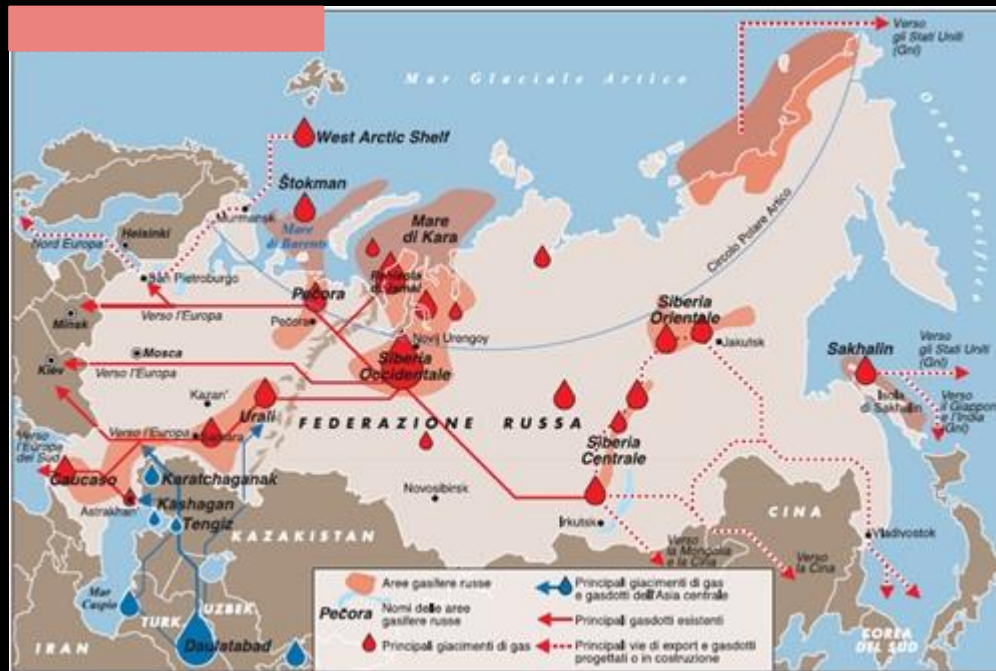 Verso
gli Stati Uniti
(Gnl)
Mar Glaciale Artico
Oceano Pacifico
West Arctic Shelf
Štokman
Murmansk
Mare
di Barents
Mare
di Kara
Circolo Polare Artico
Helsinki
Nord Europa
San Pietroburgo
Penisola
di Jamal
Pečora
Pečora
Verso l'Europa
Minsk
Novij Urengoy
Siberia
Occidentale
Siberia
Orientale
Jakutsk
Sakhalin
Verso
gli Stati Uniti
(Gnl)
Isola
di Sakhalin
Verso
il Giappone
e l'India
(Gnl)
Mosca
Verso l'Europa
Kiev
Kazan'
Urali
FEDERAZIONE RUSSA
Verso l'Europa
Samara
Siberia
Centrale
Verso
l'Europa
del Sud
Caucaso
Karatchaganak
Astrakhan'
Kashagan
Tengiz
Novosibirsk
Irkutsk
CINA
Vladivostok
KAZAKISTAN
Verso
la Mongolia
e la Cina
Verso
la Cina
Mar
Caspio
TURK.
UZBEK.
IRAN
Daulatabad
COREA
DEL SUD
Aree gasifere russe
Pečora
Nomi delle aree
gasifere russe
Principali giacimenti di gas
Principali giacimenti di gas
e gasdotti dell'Asia centrale
Principali gasdotti esistenti
Principali vie di export e gasdotti
progettati o in costruzione